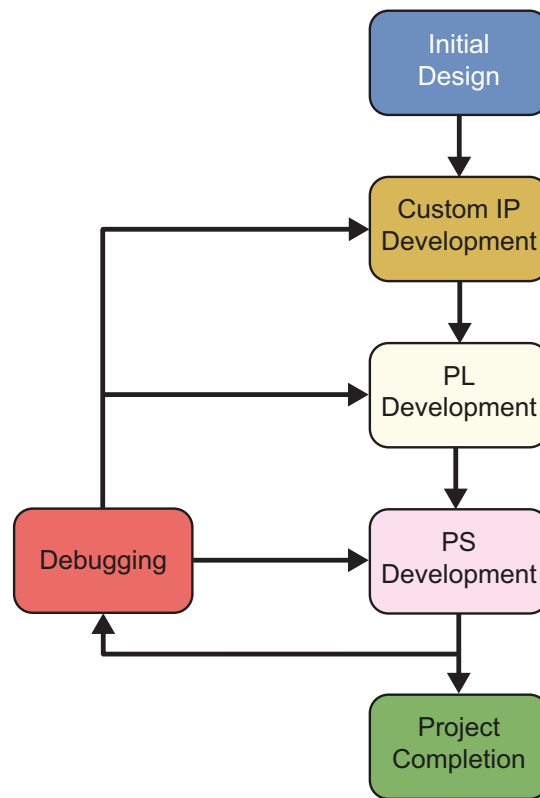 Initial
Design
Custom IP
Development
PL
Development
Debugging
PS
Development
Project
Completion